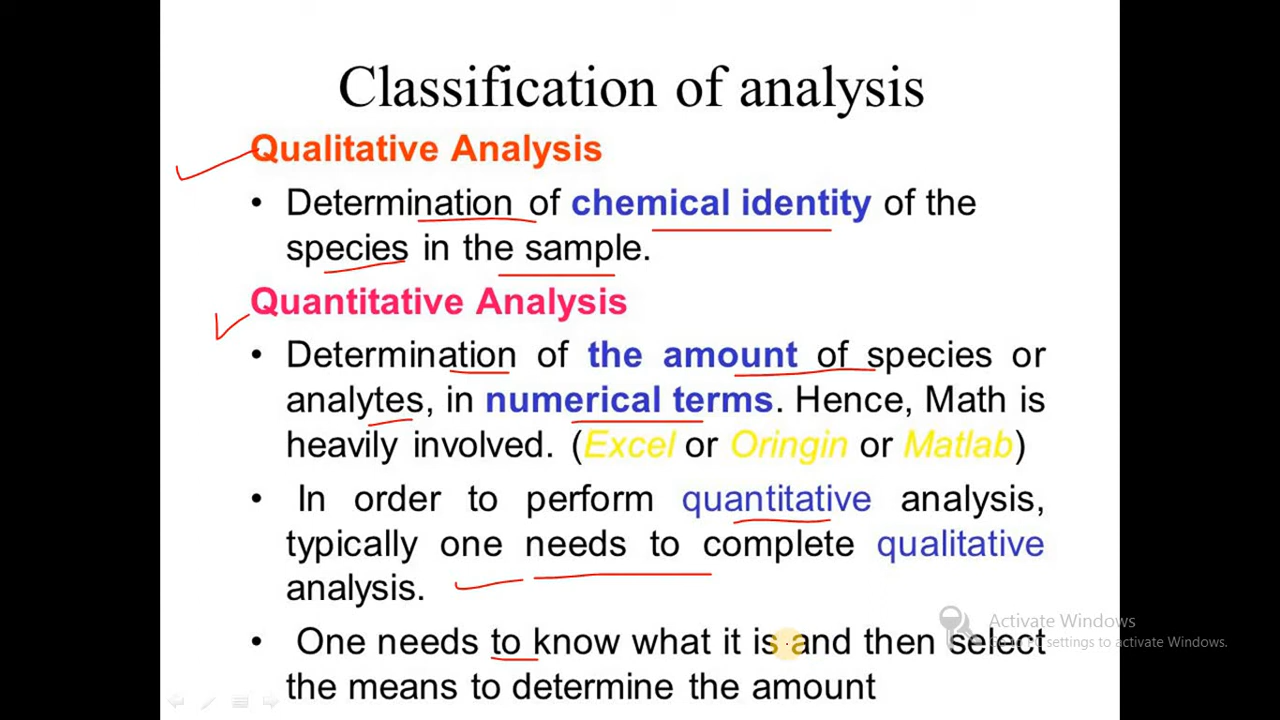 Classification of analysis
Qualitative Analysis
• Determination of chemical identity of the
species in the sample.
Quantitative Analysis
• Determination of the amount of species or
analytes, in numerical terms. Hence, Math is
heavily involved. (Excel or Oringin or Matlab)
• In order to perform quantitative analysis,
typically one needs to complete qualitative
analysis.
• One needs to know what it is and then select
the means to determine the amount
Activate Windows
Go to PC settings to activate Windows.